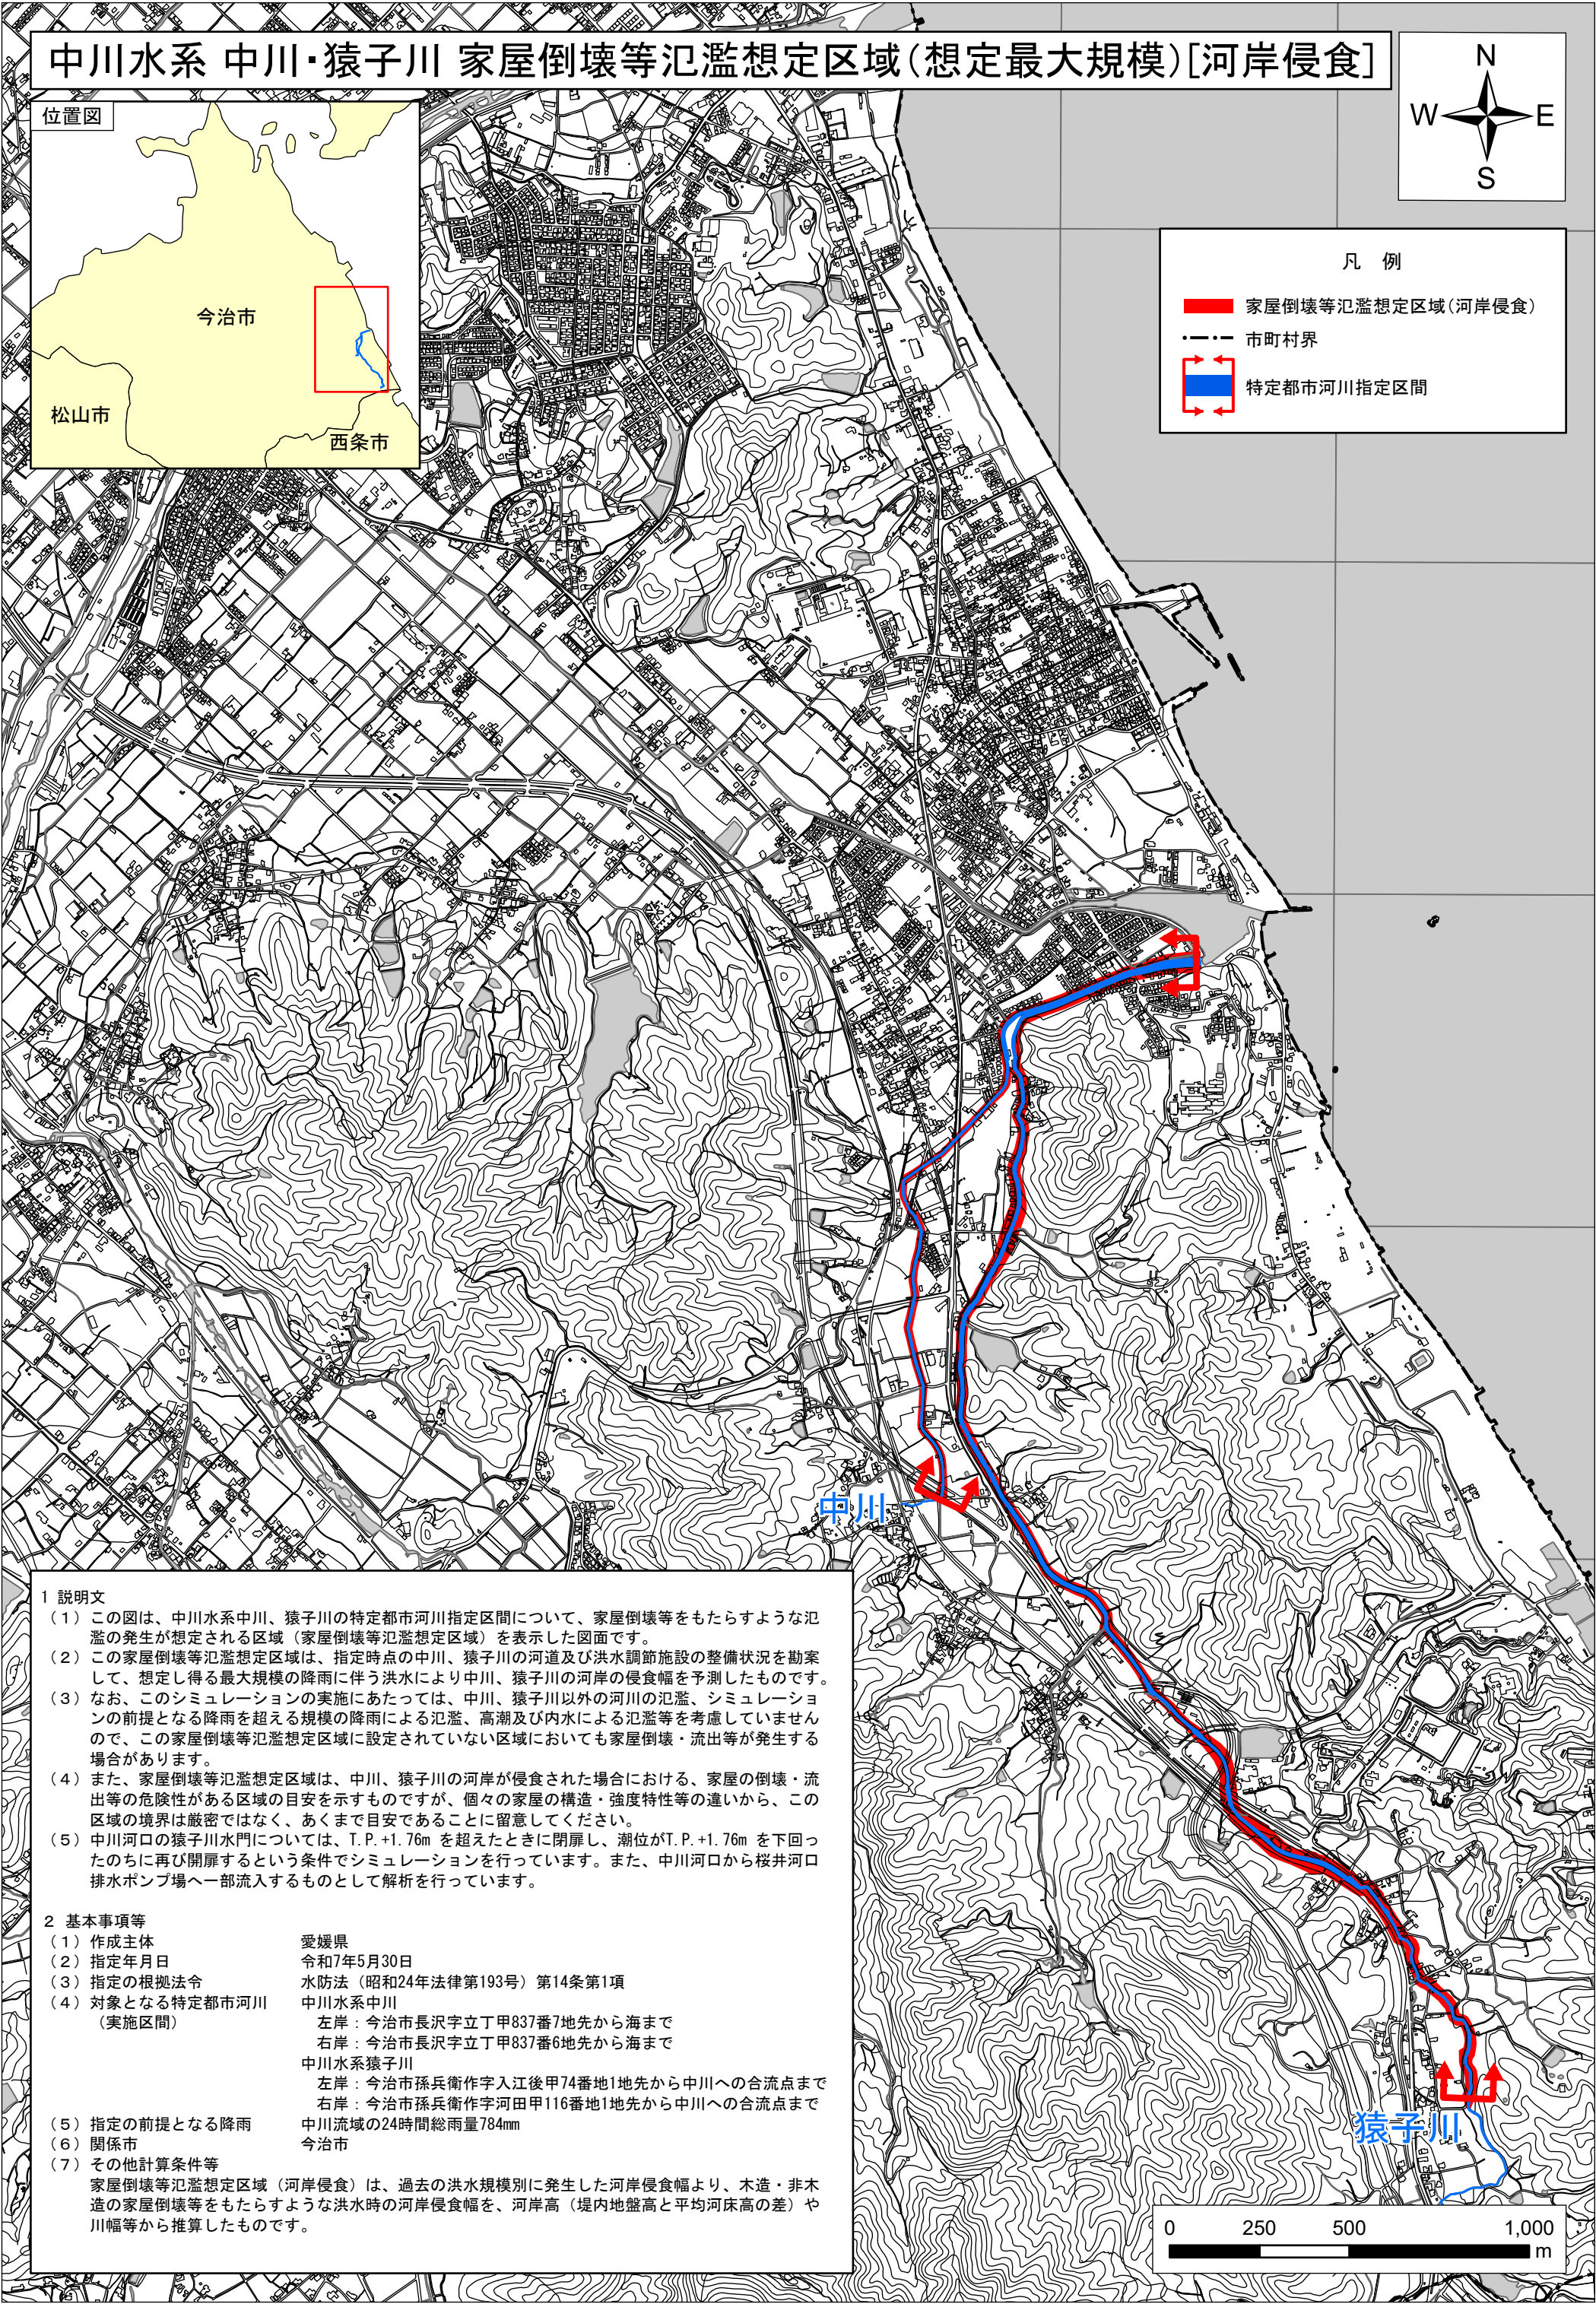 中川水系 中川・猿子川 家屋倒壊等氾濫想定区域(想定最大規模)[河岸侵食]
N
W E
S
位置図
今治市
松山市
西条市
凡 例
家屋倒壊等氾濫想定区域(河岸侵食)
市町村界
特定都市河川指定区間
中川
猿子川
1 説明文
(1)この図は、中川水系中川、猿子川の特定都市河川指定区間について、家屋倒壊等をもたらすような氾
濫の発生が想定される区域(家屋倒壊等氾濫想定区域)を表示した図面です。
(2)この家屋倒壊等氾濫想定区域は、指定時点の中川、猿子川の河道及び洪水調節施設の整備状況を勘案
して、想定し得る最大規模の降雨に伴う洪水により中川、猿子川の河岸の侵食幅を予測したものです。
(3)なお、このシミュレーションの実施にあたっては、中川、猿子川以外の河川の氾濫、シミュレーショ
ンの前提となる降雨を超える規模の降雨による氾濫、高潮及び内水による氾濫等を考慮していません
ので、この家屋倒壊等氾濫想定区域に設定されていない区域においても家屋倒壊・流出等が発生する
場合があります。
(4)また、家屋倒壊等氾濫想定区域は、中川、猿子川の河岸が侵食された場合における、家屋の倒壊・流
出等の危険性がある区域の目安を示すものですが、個々の家屋の構造・強度特性等の違いから、この
区域の境界は厳密ではなく、あくまで目安であることに留意してください。
(5)中川河口の猿子川水門については、T.P.+1.76m を超えたときに閉扉し、潮位がT.P.+1.76m を下回っ
たのちに再び開扉するという条件でシミュレーションを行っています。また、中川河口から桜井河口
排水ポンプ場へ一部流入するものとして解析を行っています。
2 基本事項等
(1)作成主体 愛媛県
(2)指定年月日 令和7年5月30日
(3)指定の根拠法令 水防法(昭和24年法律第193号)第14条第1項
(4)対象となる特定都市河川 中川水系中川
(実施区間) 左岸:今治市長沢字立丁甲837番7地先から海まで
右岸:今治市長沢字立丁甲837番6地先から海まで
中川水系猿子川
左岸:今治市孫兵衛作字入江後甲74番地1地先から中川への合流点まで
右岸:今治市孫兵衛作字河田甲116番地1地先から中川への合流点まで
(5)指定の前提となる降雨 中川流域の24時間総雨量784mm
(6)関係市 今治市
(7)その他計算条件等
家屋倒壊等氾濫想定区域(河岸侵食)は、過去の洪水規模別に発生した河岸侵食幅より、木造・非木
造の家屋倒壊等をもたらすような洪水時の河岸侵食幅を、河岸高(堤内地盤高と平均河床高の差)や
川幅等から推算したものです。
0 250 500 1,000
m